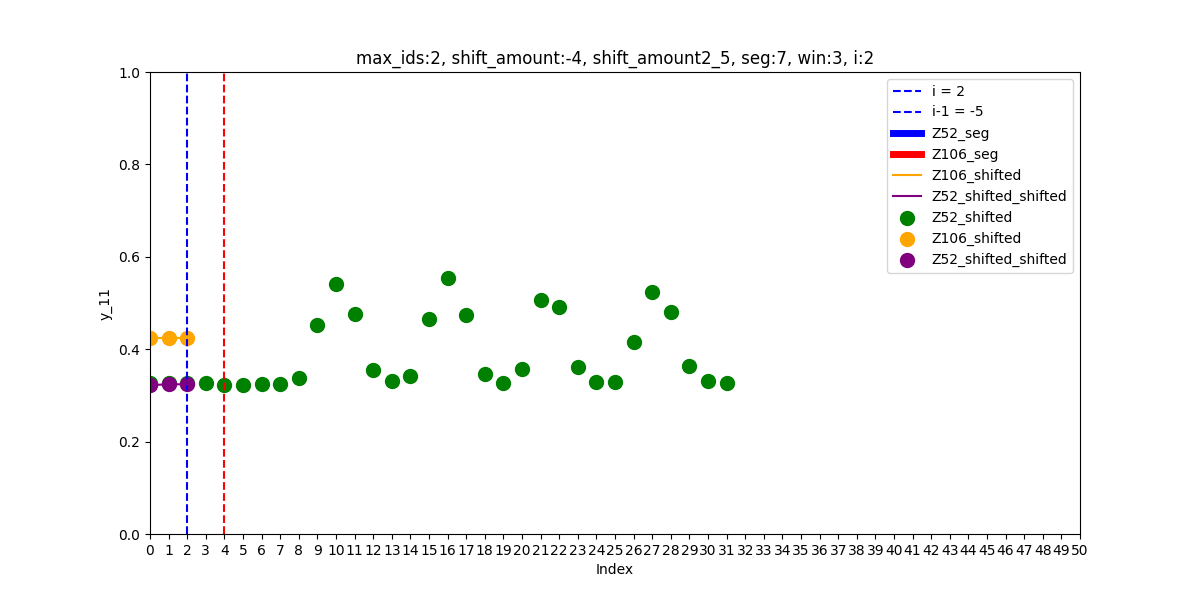 max_ids:2, shift_amount:-4, shift_amount2_5, seg:7, win:3, i:2
i = 2
i-1 = -5
Z52_seg
Z106_seg
Z106_shifted
Z52_shifted_shifted
Z52_shifted
Z106_shifted
Z52_shifted_shifted
y_11
1.0
0.8
0.6
0.4
0.2
0.0
0 1 2 3 4 5 6 7 8 9 10 11 12 13 14 15 16 17 18 19 20 21 22 23 24 25 26 27 28 29 30 31 32 33 34 35 36 37 38 39 40 41 42 43 44 45 46 47 48 49 50
Index